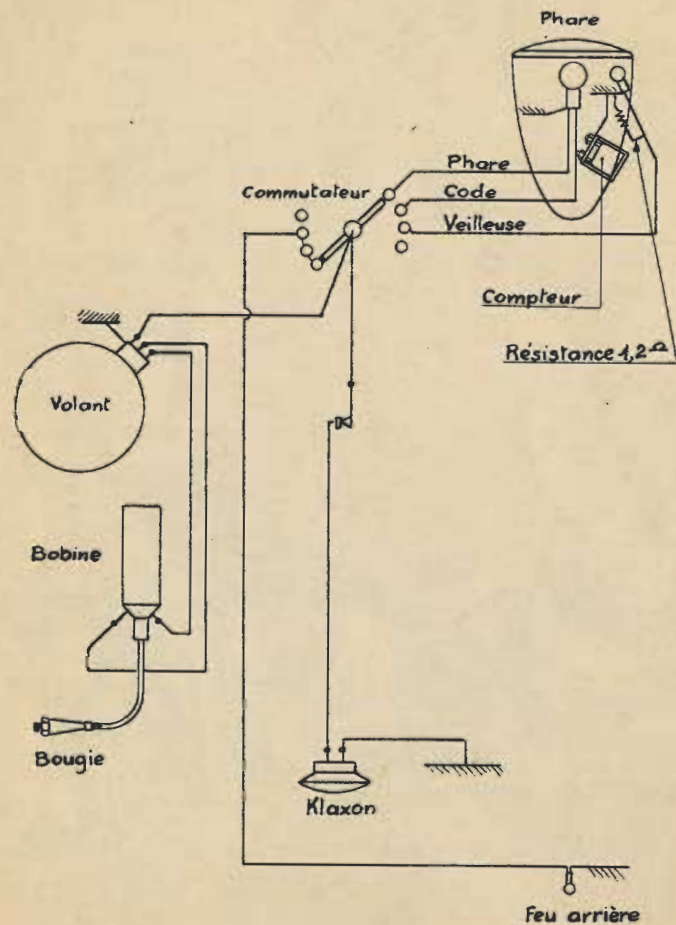 Phare
Phare
Commutateur
Code
Veilleuse
Compteur
Résistance 1,2 Ω
Volant
Bobine
Bougie
Klaxon
Feu arrière